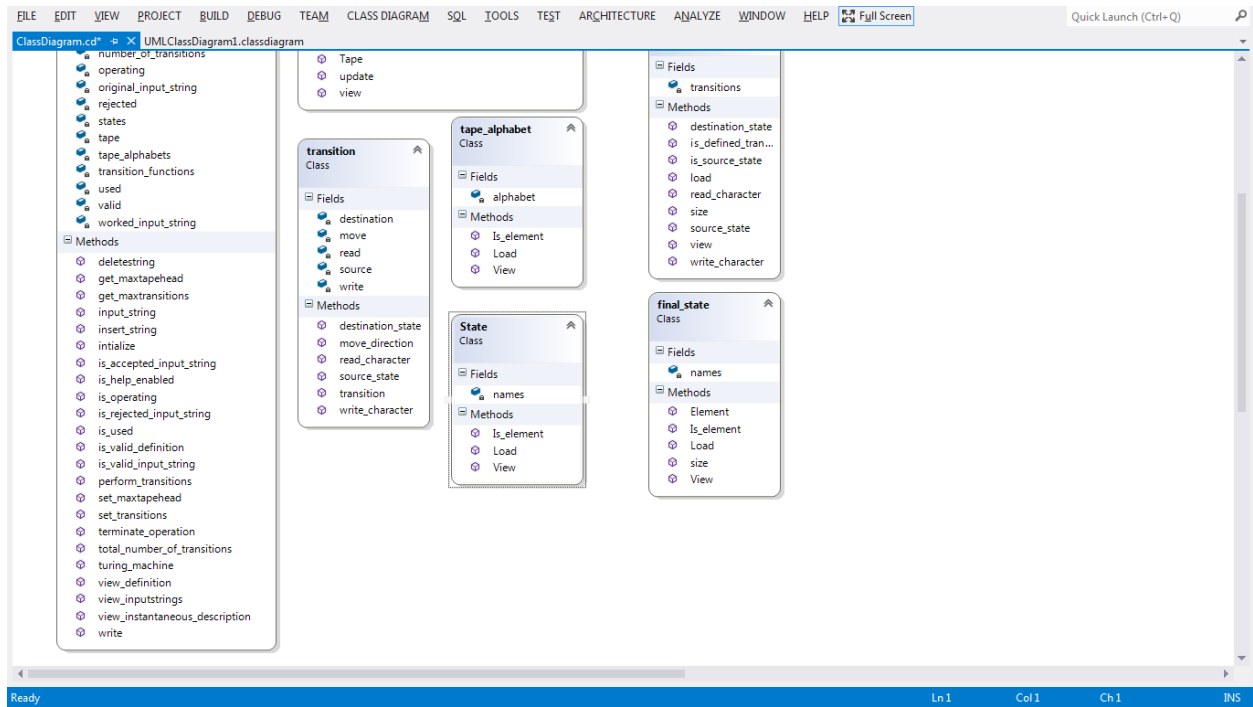 FILE EDIT VIEW PROJECT BUILD DEBUG TEAM CLASS DIAGRAM SQL TOOLS TEST ARCHITECTURE ANALYZE WINDOW HELP Full Screen Quick Launch (Ctrl+Q)
ClassDiagram.cd* UMLClassDiagram1.classdiagram
number_of_transitions
operating
original_input_string
rejected
states
tape
tape_alphabets
transition_functions
used
valid
worked_input_string
Methods
deletestring
get_maxtapehead
get_maxtransitions
input_string
insert_string
intialize
is_accepted_input_string
is_help_enabled
is_operating
is_rejected_input_string
is_used
is_valid_definition
is_valid_input_string
perform_transitions
set_maxtapehead
set_transitions
terminate_operation
total_number_of_transitions
turing_machine
view_definition
view_inputstrings
view_instantaneous_description
write
Tape
update
view
transition
Class
Fields
destination
move
read
source
write
Methods
destination_state
move_direction
read_character
source_state
transition
write_character
tape_alphabet
Class
Fields
alphabet
Methods
Is_element
Load
View
State
Class
Fields
names
Methods
Is_element
Load
View
Fields
transitions
Methods
destination_state
is_defined_tran...
is_source_state
load
read_character
size
source_state
view
write_character
final_state
Class
Fields
names
Methods
Element
Is_element
Load
size
View
Ready Ln 1 Col 1 Ch 1 INS